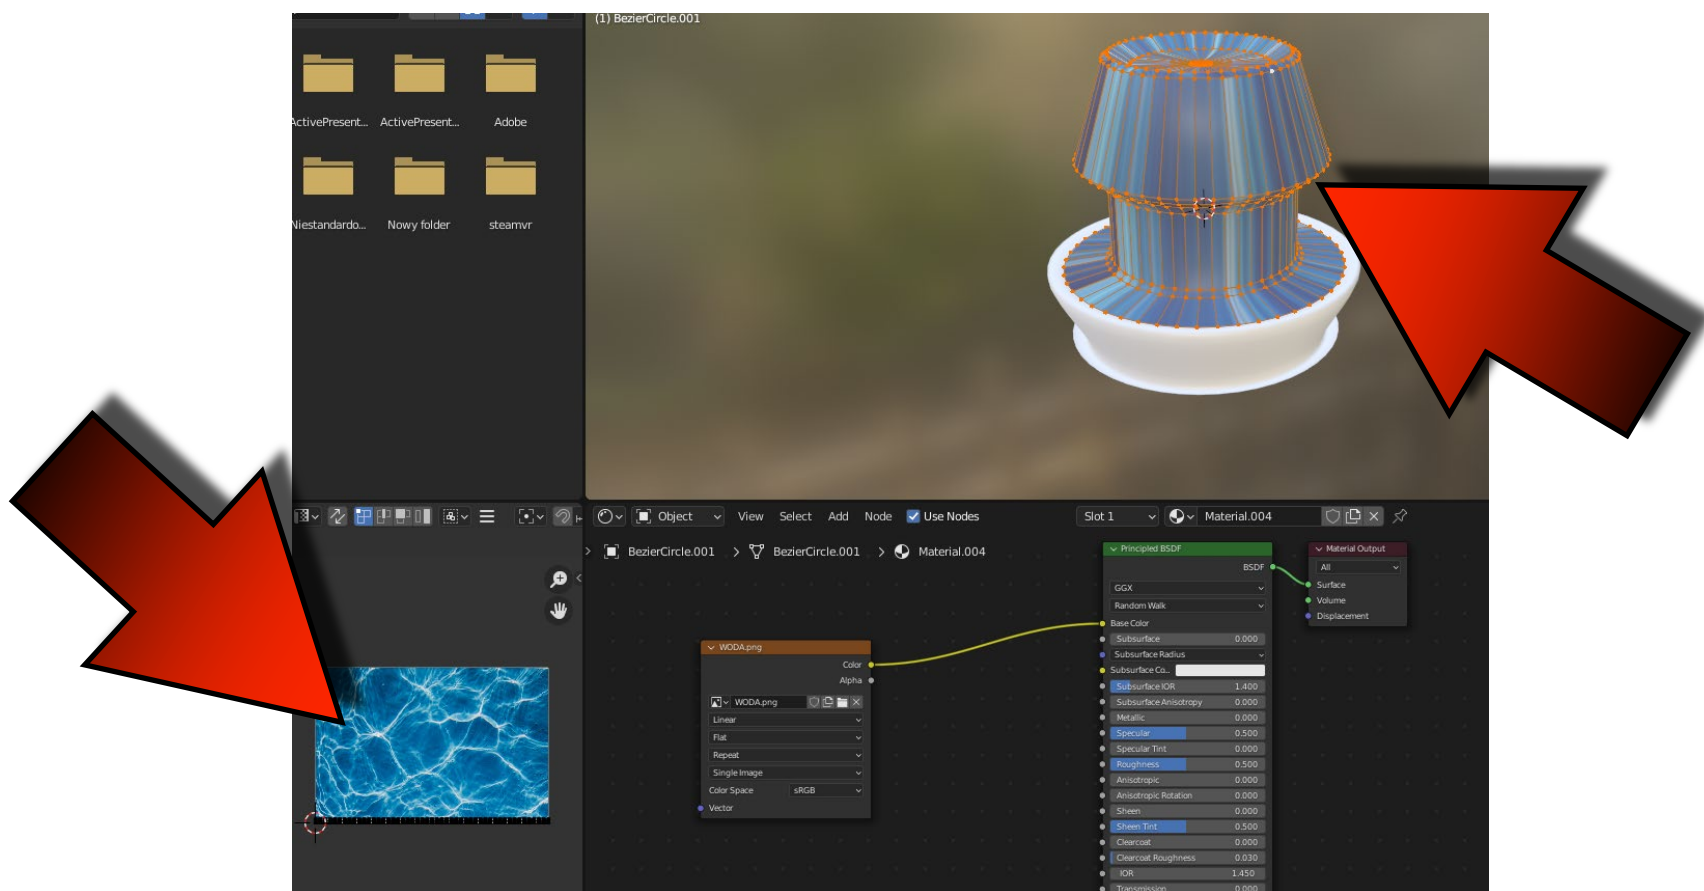 (1) BezierCircle.001
ActivePresent...
ActivePresent...
Adobe
Niestandardo...
Nowy folder
steamvr
Object
View
Select
Add
Node
Use Nodes
Slot 1
Material.004
BezierCircle.001 > BezierCircle.001 > Material.004
WODA.png
Color
Alpha
WODA.png
Linear
Flat
Repeat
Single Image
Color Space sRGB
Vector
Principled BSDF
BSDF
GGX
Random Walk
Base Color
Subsurface 0.000
Subsurface Radius
Subsurface Co..
Subsurface IOR 1.400
Subsurface Anisotropy 0.000
Metallic 0.000
Specular 0.500
Specular Tint 0.000
Roughness 0.500
Anisotropic 0.000
Anisotropic Rotation 0.000
Sheen 0.000
Sheen Tint 0.500
Clearcoat 0.000
Clearcoat Roughness 0.030
IOR 1.450
Transmission 0.000
Material Output
All
Surface
Volume
Displacement